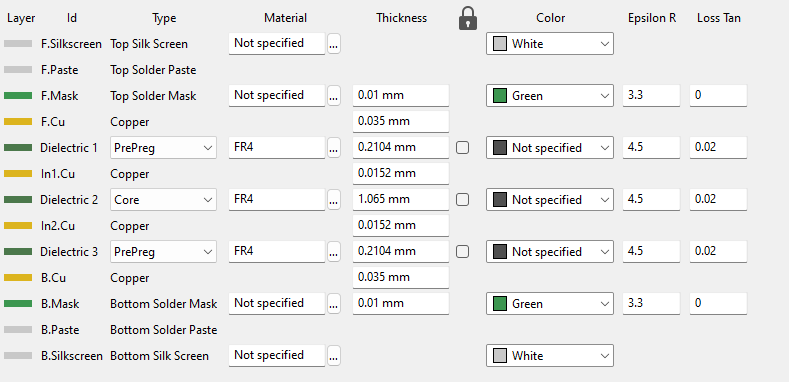 Layer Id Type Material Thickness Color Epsilon R Loss Tan
F.Silkscreen Top Silk Screen Not specified ... White
F.Paste Top Solder Paste
F.Mask Top Solder Mask Not specified ... 0.01 mm Green 3.3 0
F.Cu Copper 0.035 mm
Dielectric 1 PrePreg FR4 ... 0.2104 mm Not specified 4.5 0.02
In1.Cu Copper 0.0152 mm
Dielectric 2 Core FR4 ... 1.065 mm Not specified 4.5 0.02
In2.Cu Copper 0.0152 mm
Dielectric 3 PrePreg FR4 ... 0.2104 mm Not specified 4.5 0.02
B.Cu Copper 0.035 mm
B.Mask Bottom Solder Mask Not specified ... 0.01 mm Green 3.3 0
B.Paste Bottom Solder Paste
B.Silkscreen Bottom Silk Screen Not specified ... White